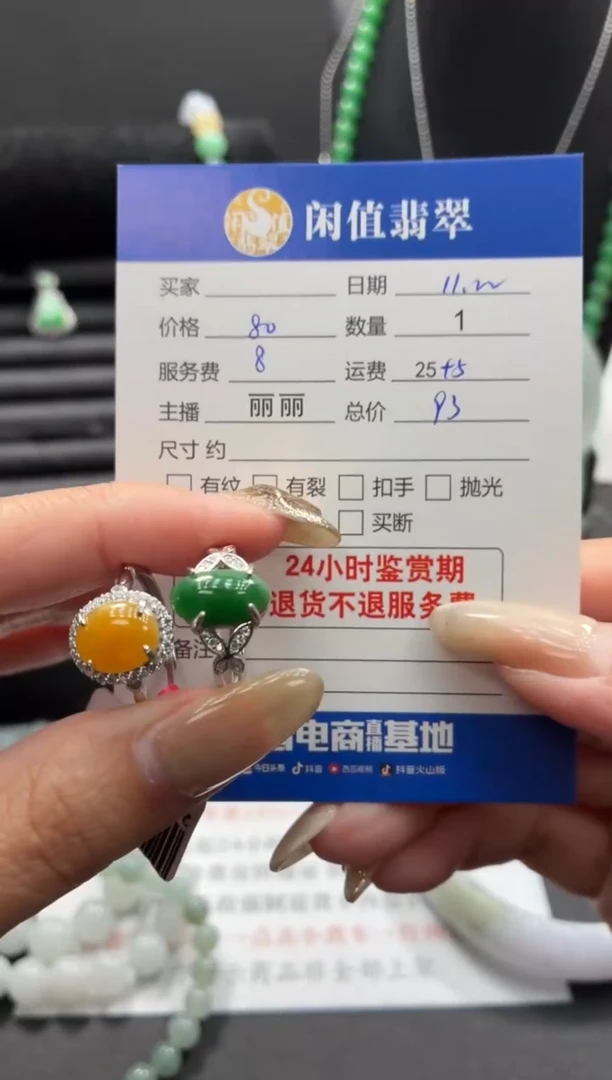 闲值翡翠
买家 日期 11.22
价格 80 数量 1
服务费 8 运费 25+5
主播 丽丽 总价 93
尺寸 约
有纹 有裂 扣手 抛光
买断
24小时鉴赏期
退货不退服务费
备注
电商直播基地
今日头条 抖音 西瓜视频 抖音火山版